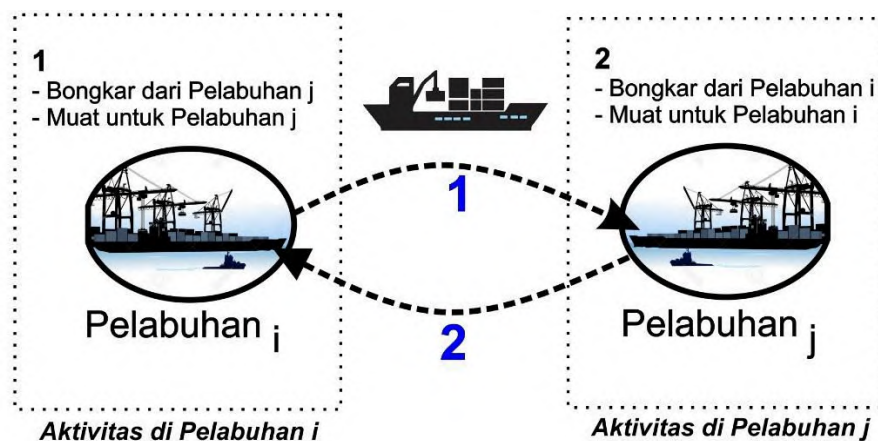 1
- Bongkar dari Pelabuhan j
- Muat untuk Pelabuhan j
2
- Bongkar dari Pelabuhan i
- Muat untuk Pelabuhan i
1
2
Pelabuhan i
Pelabuhan j
Aktivitas di Pelabuhan i
Aktivitas di Pelabuhan j